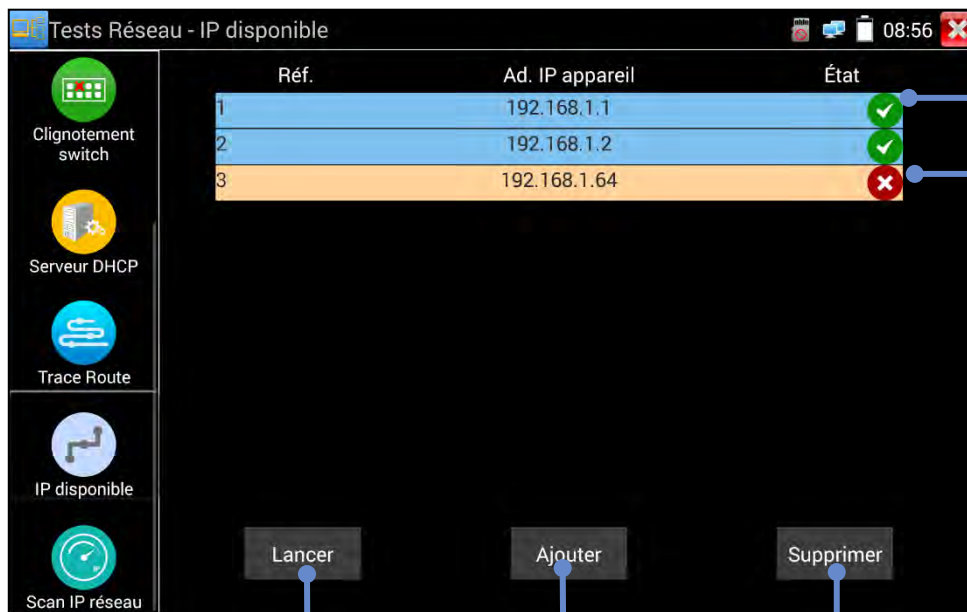 Tests Réseau - IP disponible
08:56
Clignotement
switch
Serveur DHCP
Trace Route
IP disponible
Scan IP réseau
Réf. Ad. IP appareil État
1 192.168.1.1
2 192.168.1.2
3 192.168.1.64
Lancer Ajouter Supprimer